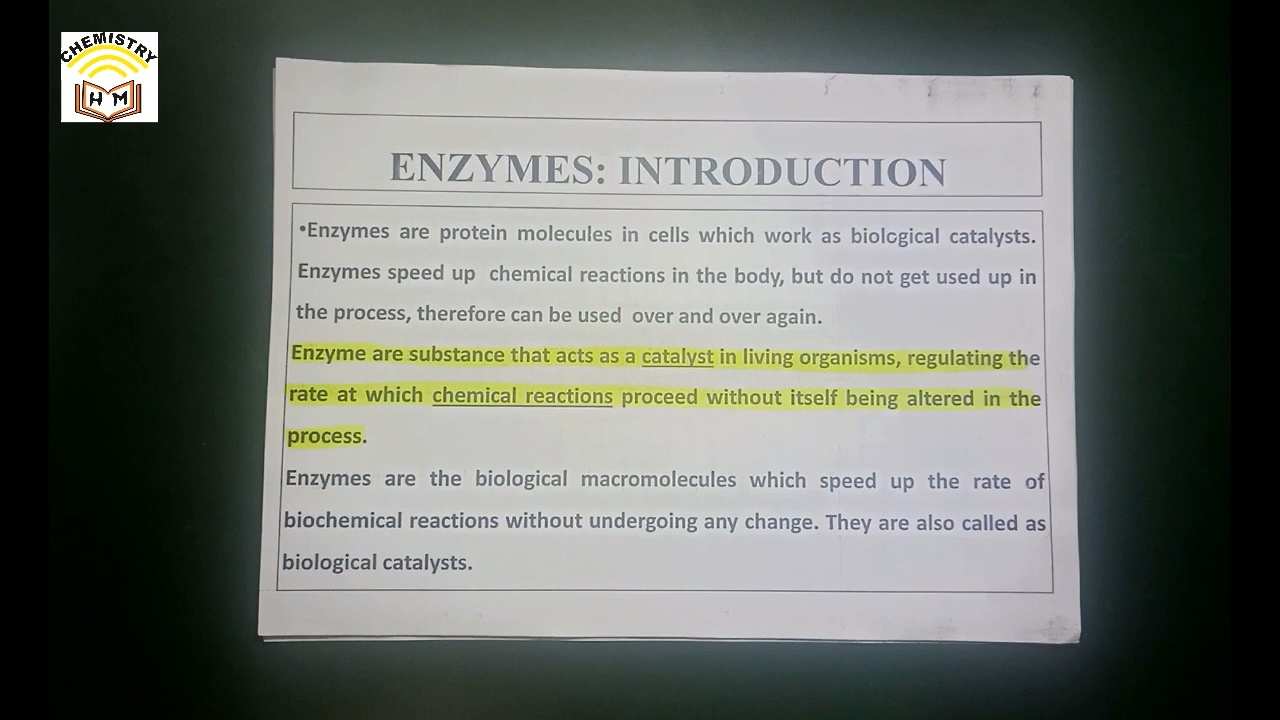 CHEMISTRY
H M
ENZYMES: INTRODUCTION
•Enzymes are protein molecules in cells which work as biological catalysts.
Enzymes speed up chemical reactions in the body, but do not get used up in
the process, therefore can be used over and over again.
Enzyme are substance that acts as a catalyst in living organisms, regulating the
rate at which chemical reactions proceed without itself being altered in the
process.
Enzymes are the biological macromolecules which speed up the rate of
biochemical reactions without undergoing any change. They are also called as
biological catalysts.